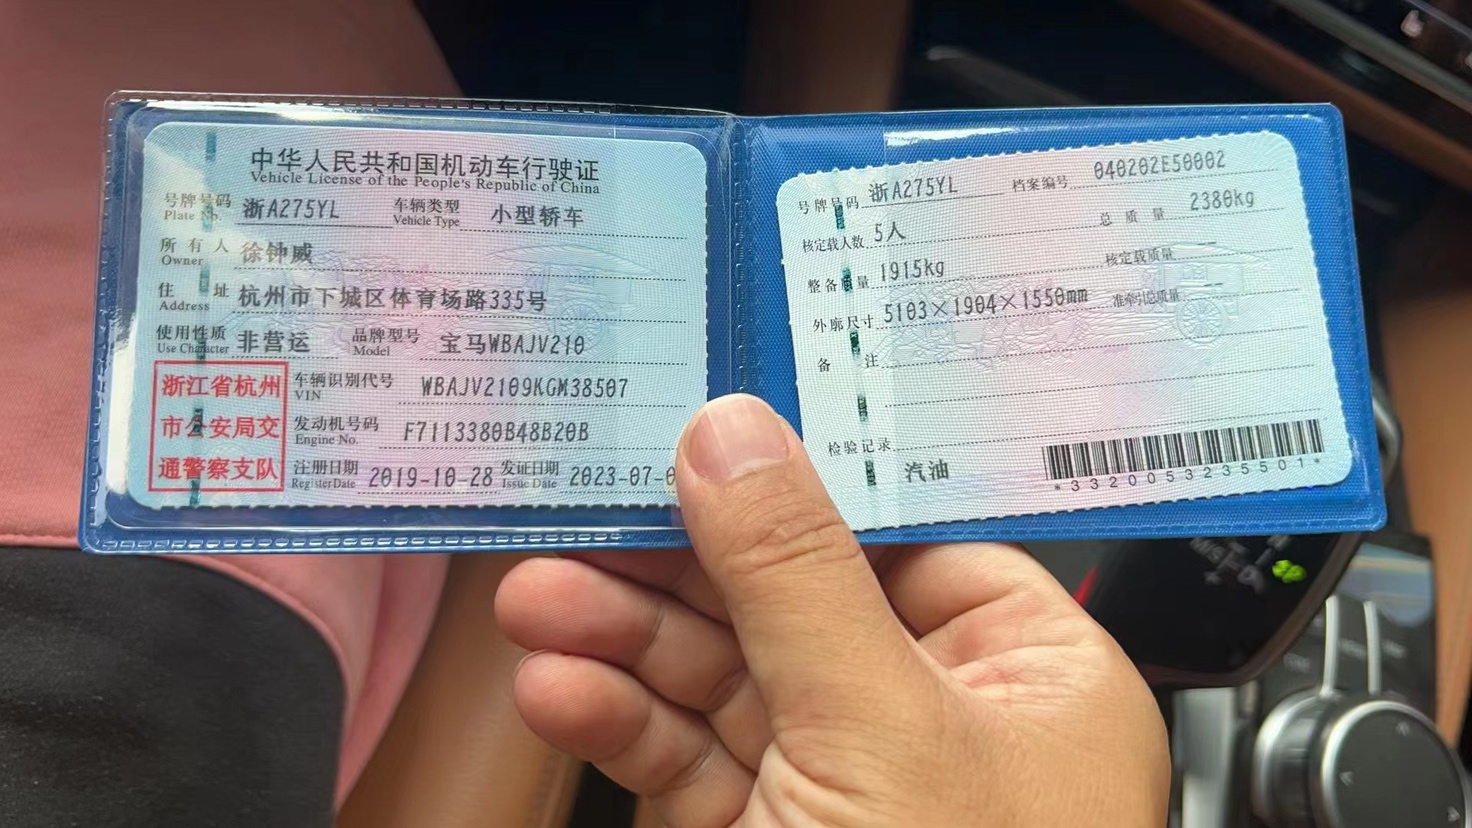 中华人民共和国机动车行驶证
Vehicle License of the People's Republic of China
号牌号码 浙A275YL 车辆类型 小型轿车
Plate No. Vehicle Type
所有人 徐钟威
Owner
住址 杭州市下城区体育场路335号
Address
使用性质 非营运 品牌型号 宝马WBAJV210
Use Character Model
浙江省杭州
市公安局交
通警察支队
车辆识别代号 WBAJV2109KGM38507
VIN
发动机号码 F7113380B48B20B
Engine No.
注册日期 2019-10-28 发证日期 2023-07-0
Register Date Issue Date
号牌号码 浙A275YL 档案编号 040202E50002
核定载人数 5人 总质量 2380kg
整备质量 1915kg 核定载质量 --
外廓尺寸 5103×1904×1550mm 准牵引总质量 --
备注
检验记录
汽油
*3320053235501*